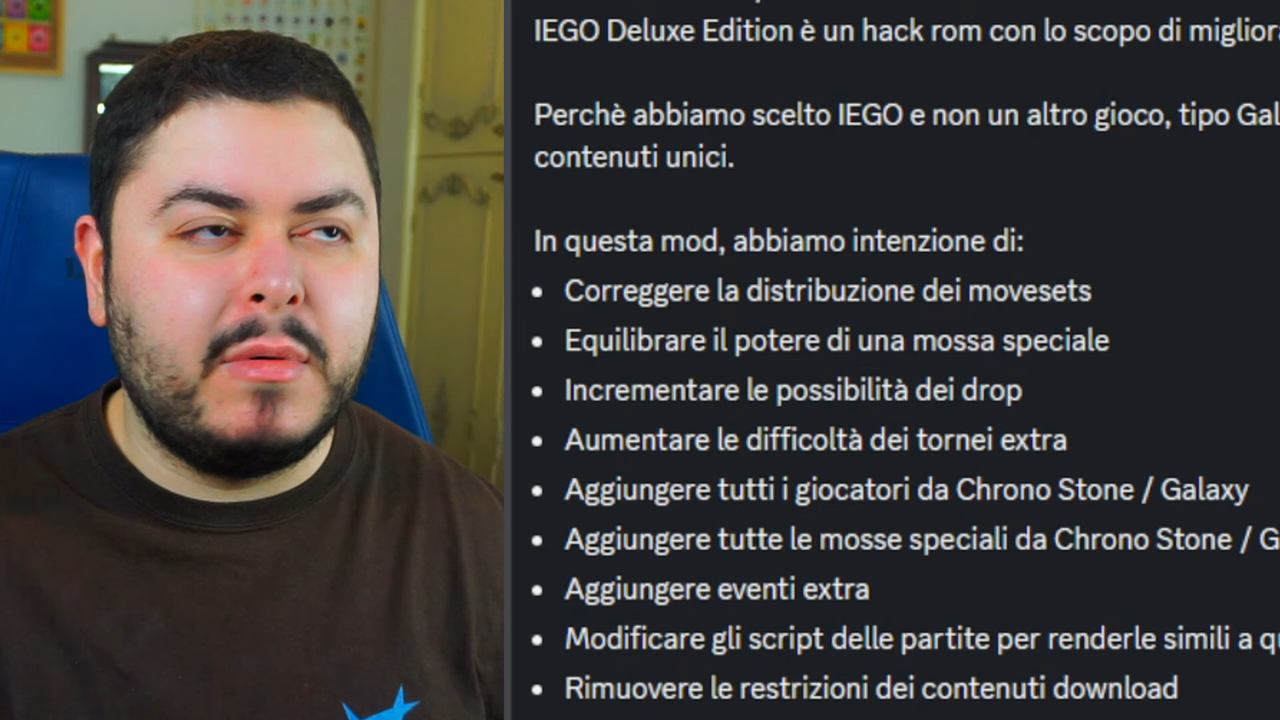 IEGO Deluxe Edition è un hack rom con lo scopo di
Perchè abbiamo scelto IEGO e non un altro gioco, tipo
contenuti unici.
In questa mod, abbiamo intenzione di:
• Correggere la distribuzione dei movesets
• Equilibrare il potere di una mossa speciale
• Incrementare le possibilità dei drop
• Aumentare le difficoltà dei tornei extra
• Aggiungere tutti i giocatori da Chrono Stone / Galaxy
• Aggiungere tutte le mosse speciali da Chrono Stone /
• Aggiungere eventi extra
• Modificare gli script delle partite per renderle simili a
• Rimuovere le restrizioni dei contenuti download